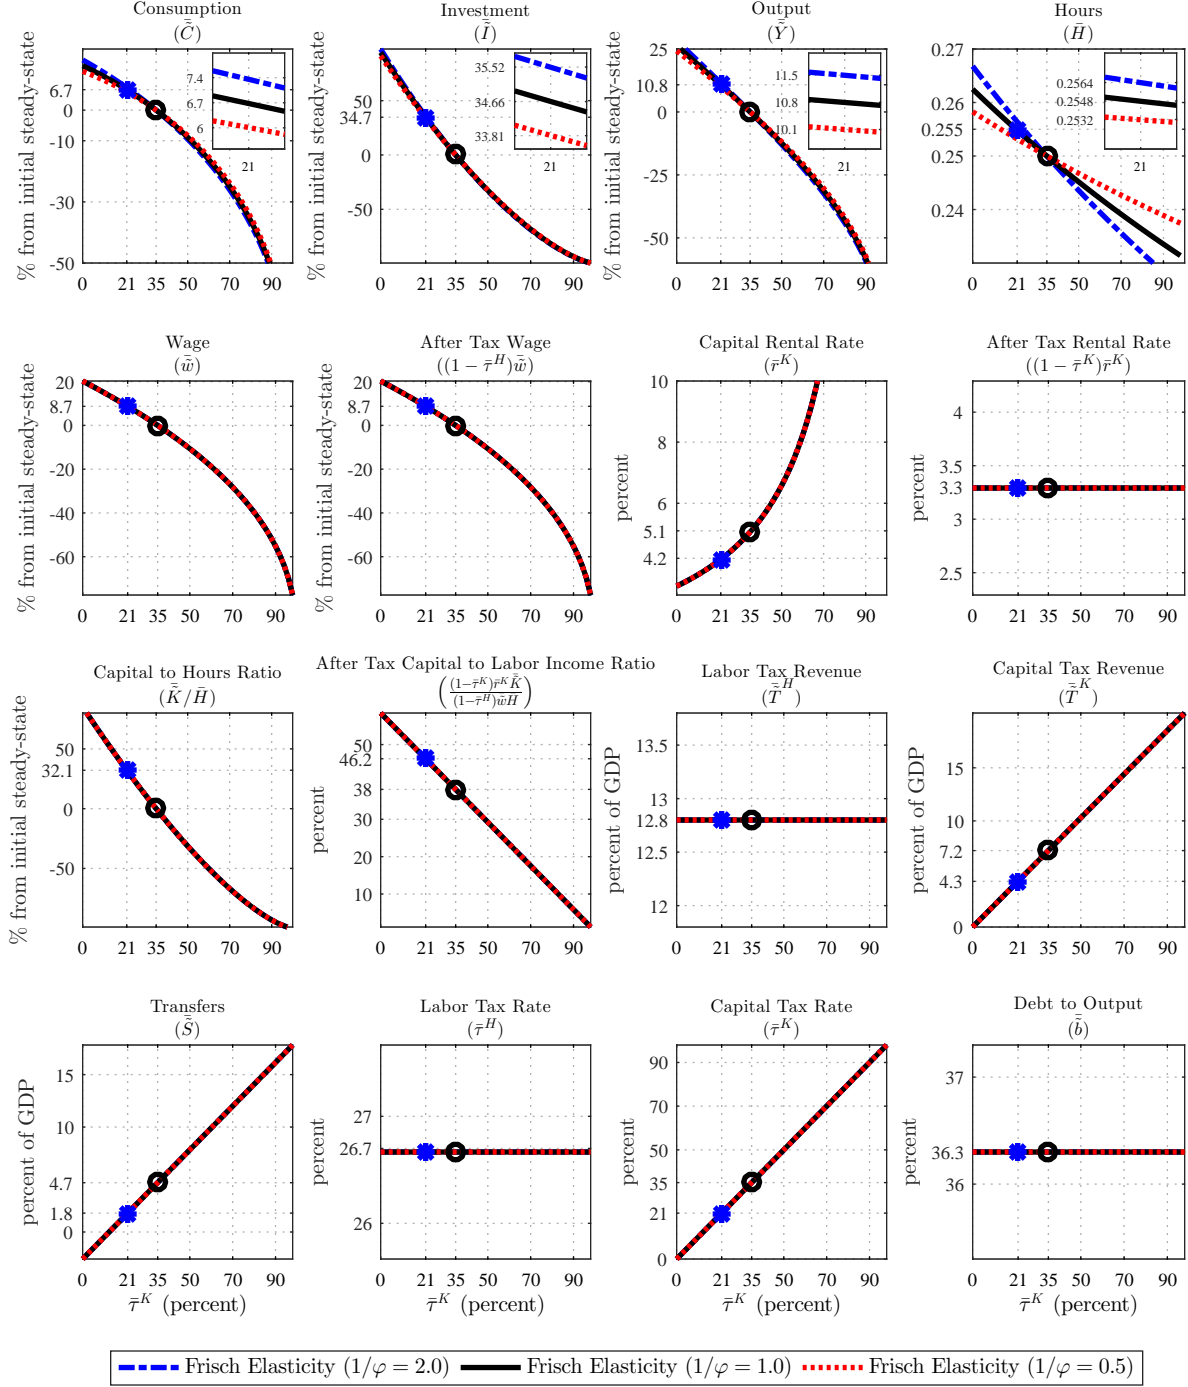 Consumption
(C̃̄)
% from initial steady-state
6.7
0
-10
-30
-50
0 21 35 50 70 90
7.4
6.7
6
21
Investment
(Ĩ̄)
% from initial steady-state
50
34.7
0
-50
0 21 35 50 70 90
35.52
34.66
33.81
21
Output
(Ỹ̄)
% from initial steady-state
25
10.8
0
-25
-50
0 21 35 50 70 90
11.5
10.8
10.1
21
Hours
(H̄)
0.27
0.26
0.255
0.25
0.24
0 21 35 50 70 90
0.2564
0.2548
0.2532
21
Wage
(w̃̄)
% from initial steady-state
20
8.7
0
-20
-40
-60
0 21 35 50 70 90
After Tax Wage
((1 − τ̄^H)w̃̄)
% from initial steady-state
20
8.7
0
-20
-40
-60
0 21 35 50 70 90
Capital Rental Rate
(r̄^K)
percent
10
8
6
5.1
4.2
0 21 35 50 70 90
After Tax Rental Rate
((1 − τ̄^K)r̄^K)
percent
4
3.5
3.3
3
2.5
0 21 35 50 70 90
Capital to Hours Ratio
(K̃̄/H̄)
% from initial steady-state
50
32.1
0
-50
0 21 35 50 70 90
After Tax Capital to Labor Income Ratio
((1−τ̄^K)r̄^K K̃̄ / (1−τ̄^H)w̃̄H̄)
percent
50
46.2
38
30
20
10
0 21 35 50 70 90
Labor Tax Revenue
(T̃̄^H)
percent of GDP
13.5
13
12.8
12.5
12
0 21 35 50 70 90
Capital Tax Revenue
(T̃̄^K)
percent of GDP
15
10
7.2
4.3
0
0 21 35 50 70 90
Transfers
(S̃̄)
percent of GDP
15
10
4.7
1.8
0
0 21 35 50 70 90
τ̄^K (percent)
Labor Tax Rate
(τ̄^H)
percent
27
26.7
26
0 21 35 50 70 90
τ̄^K (percent)
Capital Tax Rate
(τ̄^K)
percent
90
70
50
35
21
0
0 21 35 50 70 90
τ̄^K (percent)
Debt to Output
(b̃̄)
percent
37
36.3
36
0 21 35 50 70 90
τ̄^K (percent)
Frisch Elasticity (1/φ = 2.0) Frisch Elasticity (1/φ = 1.0) Frisch Elasticity (1/φ = 0.5)